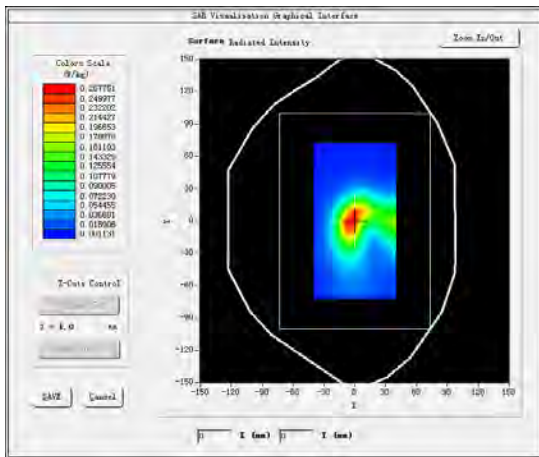 SAR Visualisation Graphical Interface
Surface Radiated Intensity
Zoom In/Out
Colors Scale
(W/kg)
0.267751
0.249977
0.232202
0.214427
0.196653
0.178878
0.161103
0.143329
0.125554
0.107779
0.090005
0.072230
0.054455
0.036681
0.018906
0.001131
150
120
90
60
30
0
-30
-60
-90
-120
-150
Y
-150 -120 -90 -60 -30 0 30 60 90 120 150
X
Z-Cuts Control
mm
SAVE Cancel
0 X (mm) 0 Y (mm)